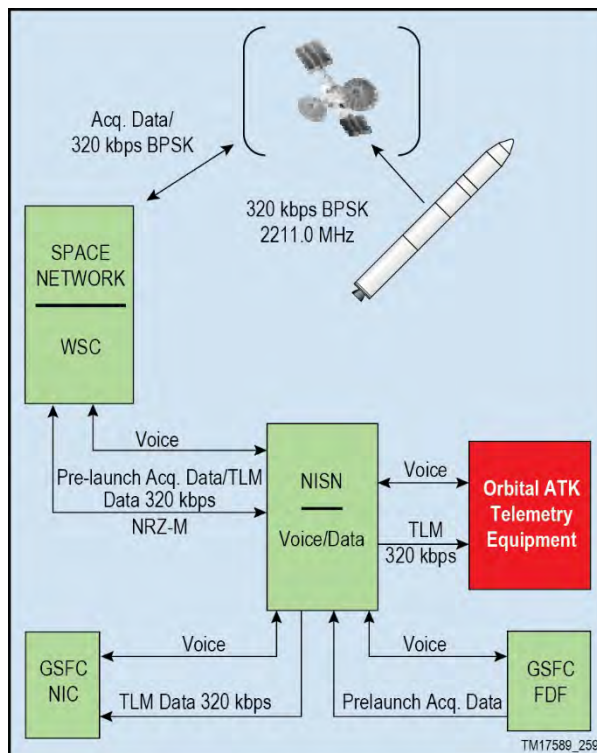 Acq. Data/
320 kbps BPSK
320 kbps BPSK
2211.0 MHz
SPACE
NETWORK
WSC
Voice
Pre-launch Acq. Data/TLM
Data 320 kbps
NRZ-M
NISN
Voice/Data
Voice
TLM
320 kbps
Orbital ATK
Telemetry
Equipment
GSFC
NIC
Voice
TLM Data 320 kbps
Voice
Prelaunch Acq. Data
GSFC
FDF
TM17589_259